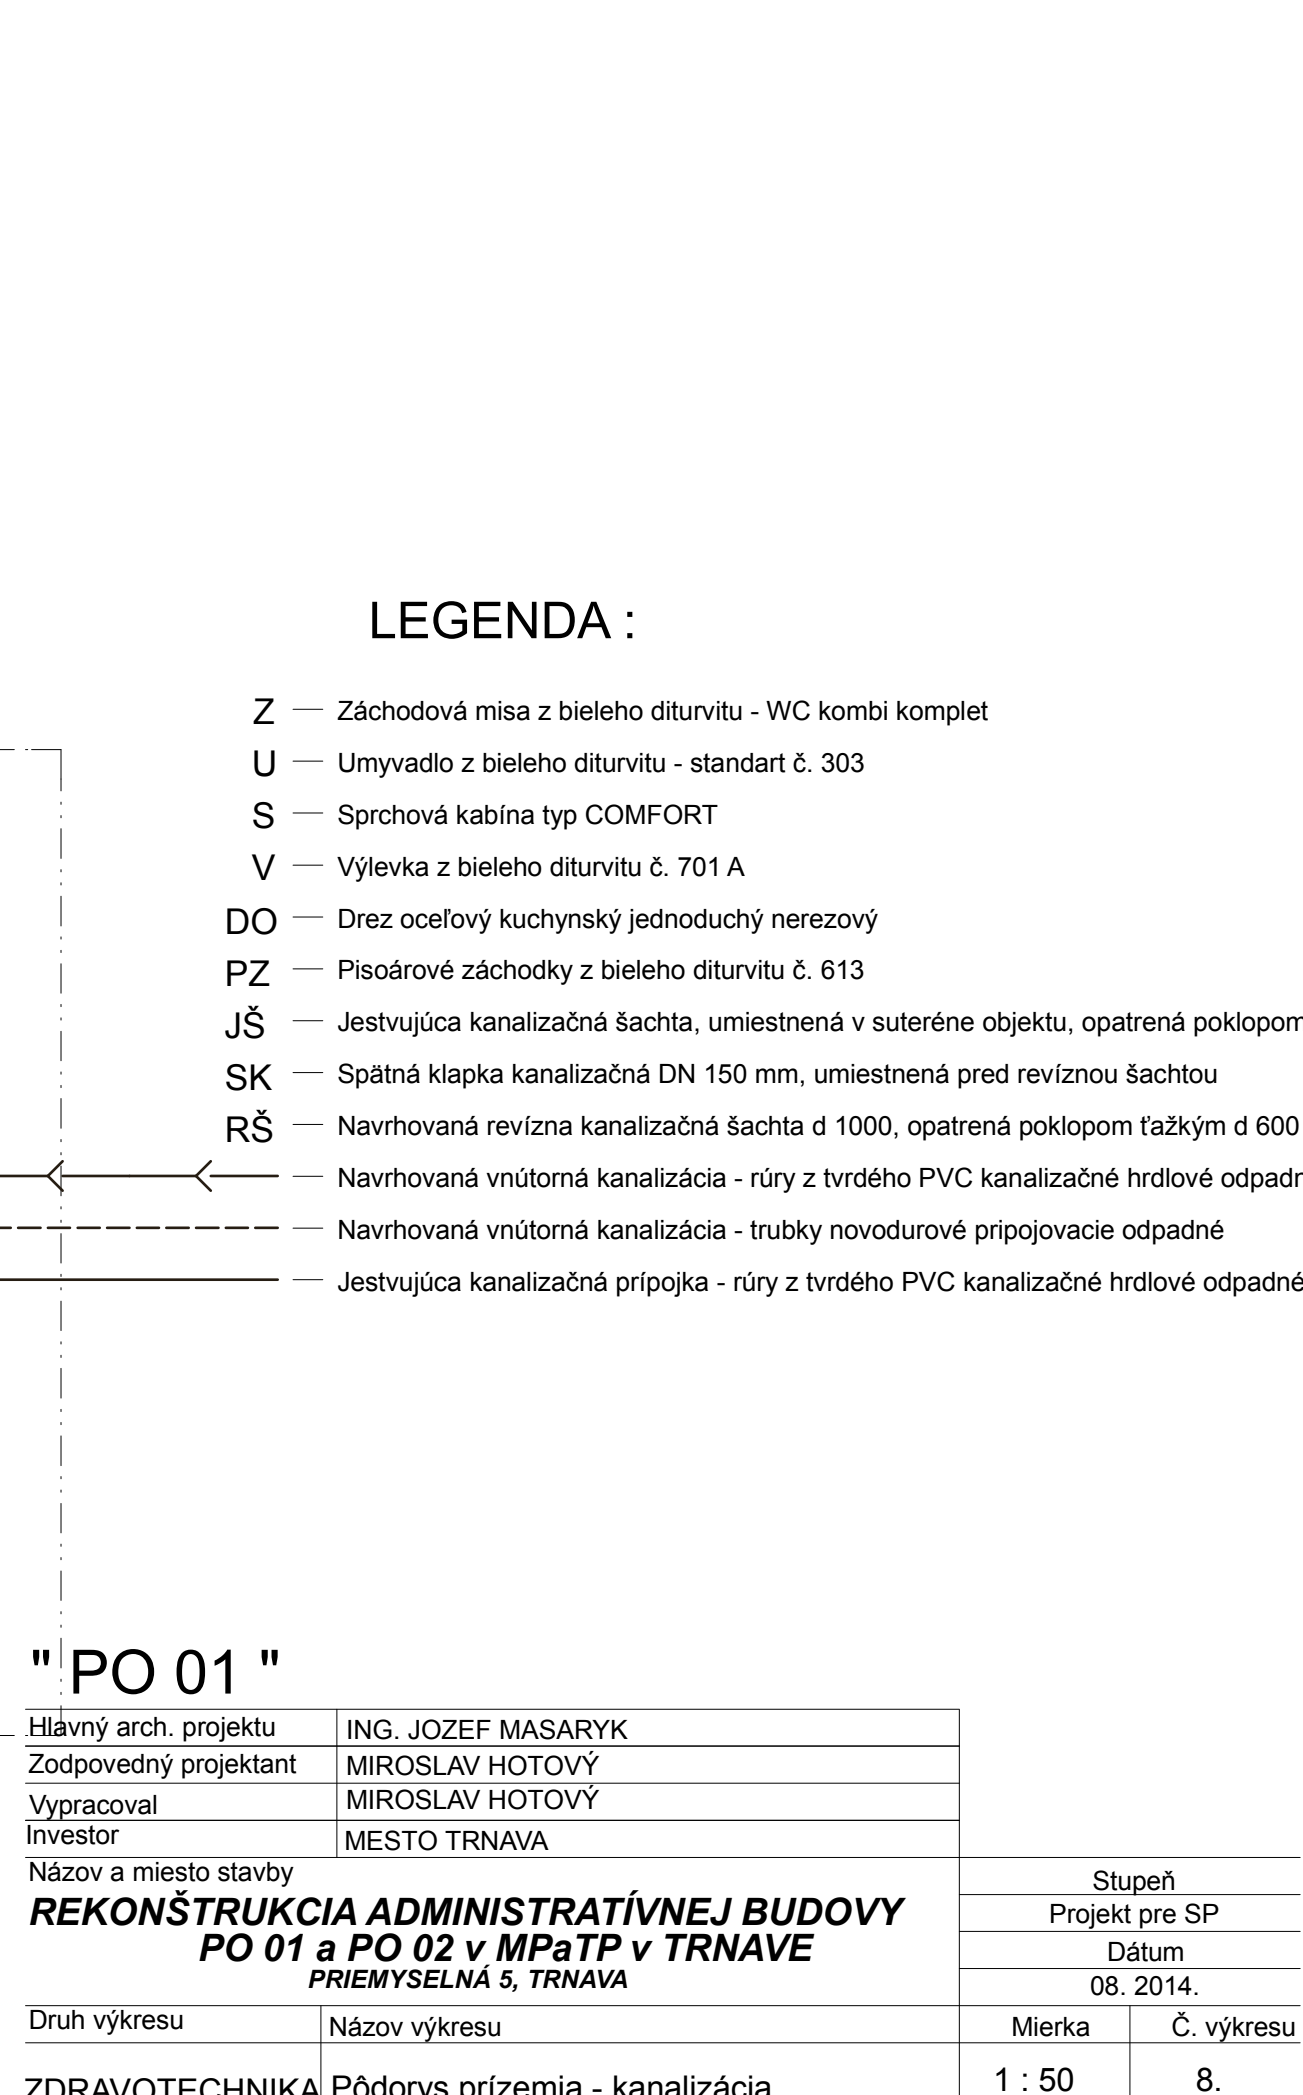 LEGENDA :
Z — Záchodová misa z bieleho diturvitu - WC kombi komplet
U — Umyvadlo z bieleho diturvitu - standart č. 303
S — Sprchová kabína typ COMFORT
V — Výlevka z bieleho diturvitu č. 701 A
DO — Drez oceľový kuchynský jednoduchý nerezový
PZ — Pisoárové záchodky z bieleho diturvitu č. 613
JŠ — Jestvujúca kanalizačná šachta, umiestnená v suteréne objektu, opatrená poklopom
SK — Spätná klapka kanalizačná DN 150 mm, umiestnená pred revíznou šachtou
RŠ — Navrhovaná revízna kanalizačná šachta d 1000, opatrená poklopom ťažkým d 600
— Navrhovaná vnútorná kanalizácia - rúry z tvrdého PVC kanalizačné hrdlové
— Navrhovaná vnútorná kanalizácia - trubky novodurové pripojovacie odpadné
— Jestvujúca kanalizačná prípojka - rúry z tvrdého PVC kanalizačné hrdlové odpadné
" PO 01 "
Hlavný arch. projektu ING. JOZEF MASARYK
Zodpovedný projektant MIROSLAV HOTOVÝ
Vypracoval MIROSLAV HOTOVÝ
Investor MESTO TRNAVA
Názov a miesto stavby
REKONŠTRUKCIA ADMINISTRATÍVNEJ BUDOVY
PO 01 a PO 02 v MPaTP v TRNAVE
PRIEMYSELNÁ 5, TRNAVA
Stupeň
Projekt pre SP
Dátum
08. 2014.
Druh výkresu Názov výkresu Mierka Č. výkresu
ZDRAVOTECHNIKA Pôdorys prízemia - kanalizácia 1 : 50 8.